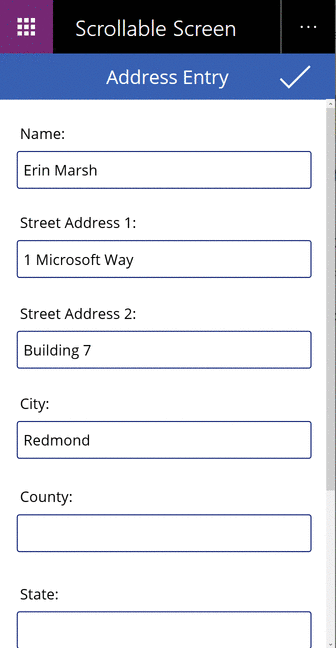 Scrollable Screen
Address Entry
Name:
Erin Marsh
Street Address 1:
1 Microsoft Way
Street Address 2:
Building 7
City:
Redmond
County:
State: